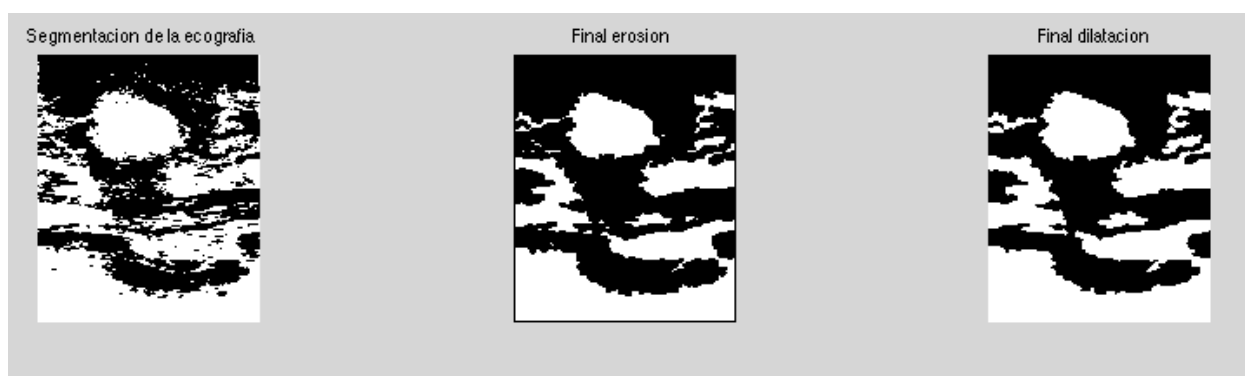 Segmentacion de la ecografia
Final erosion
Final dilatacion